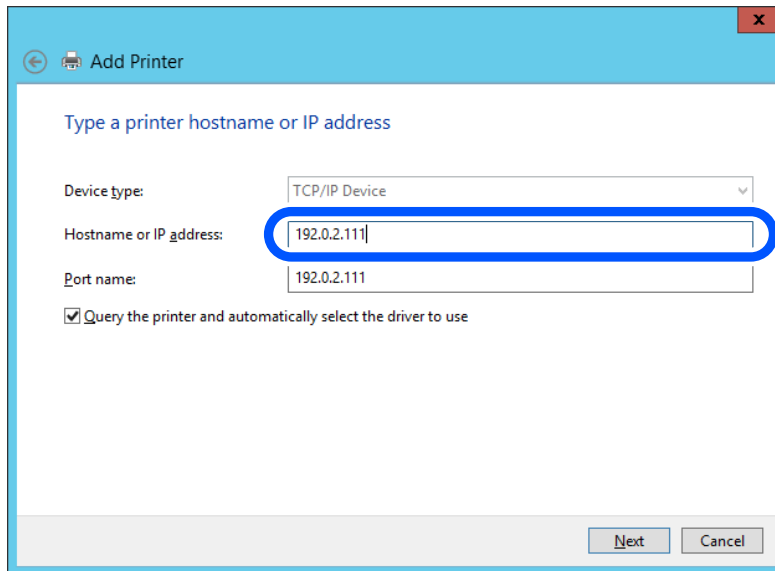 x
Add Printer
Type a printer hostname or IP address
Device type: TCP/IP Device
Hostname or IP address: 192.0.2.111
Port name: 192.0.2.111
Query the printer and automatically select the driver to use
Next Cancel